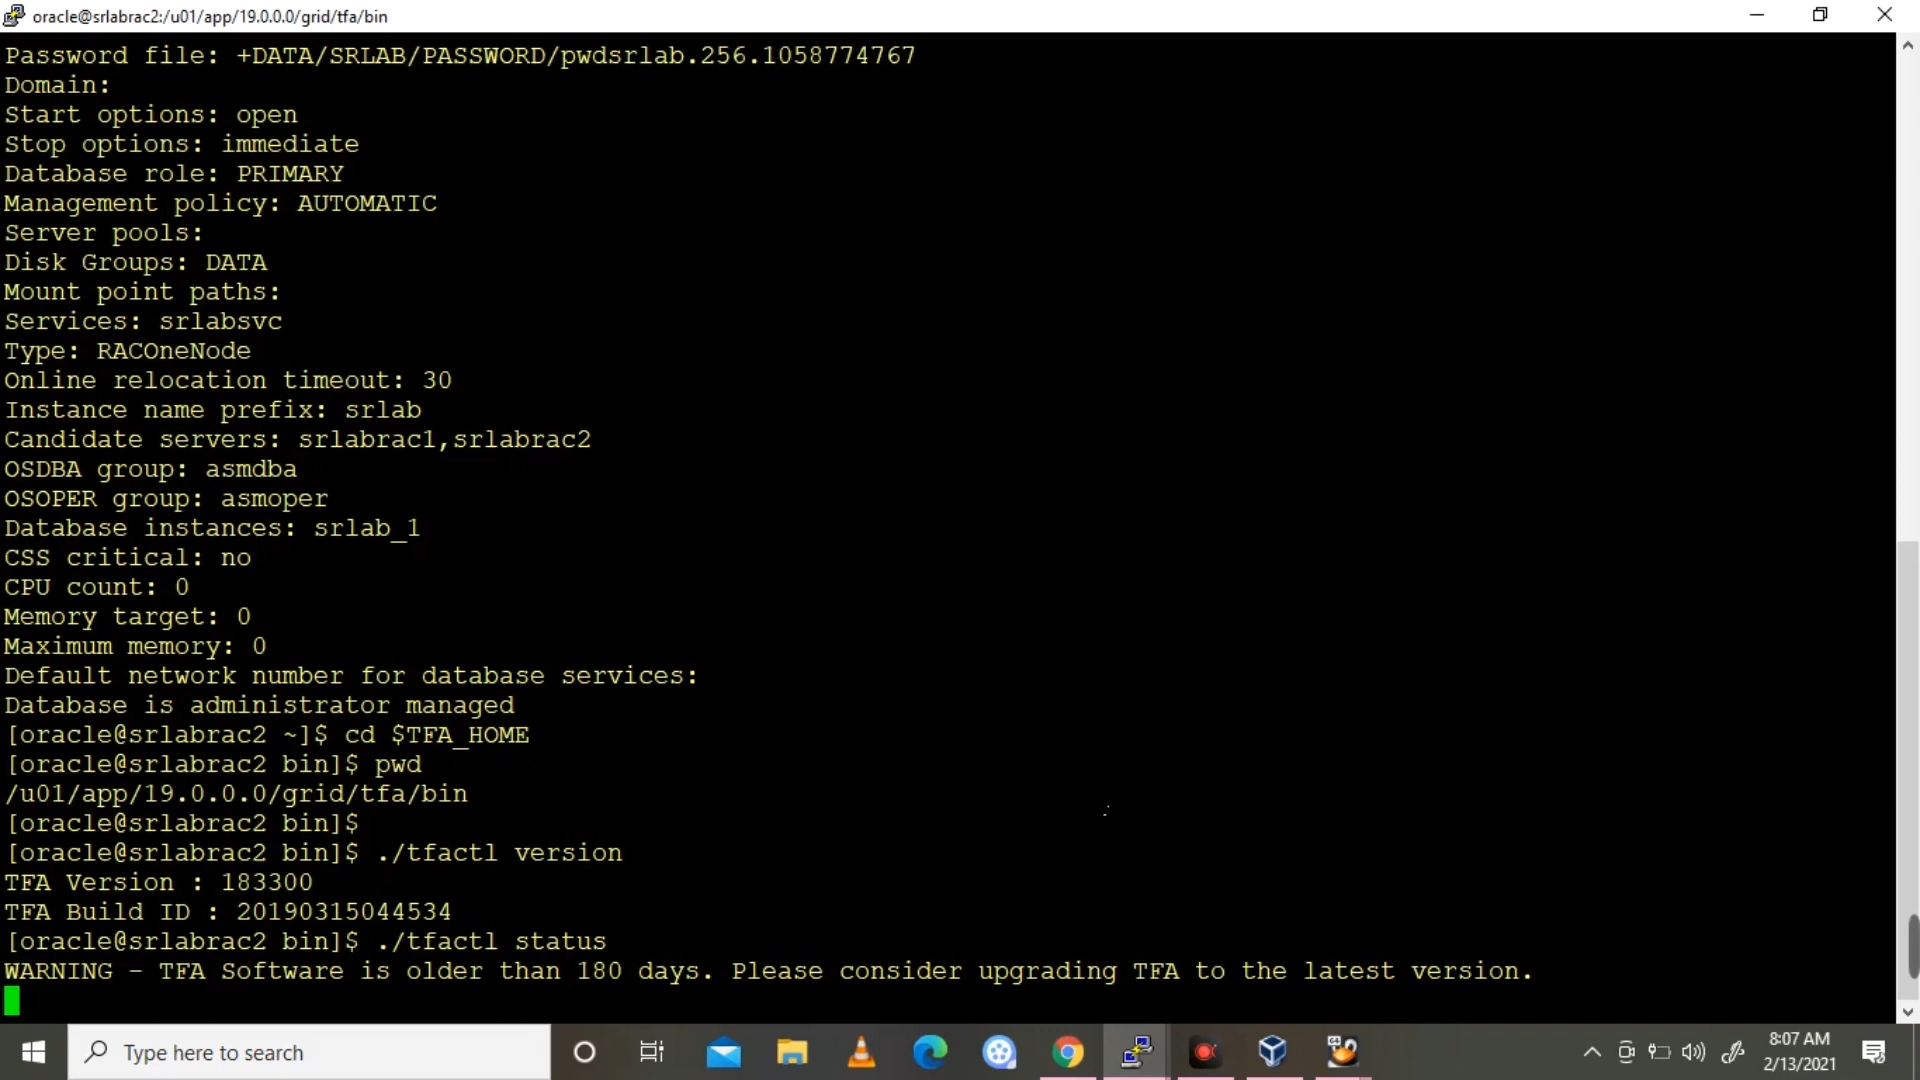 oracle@srlabrac2:/u01/app/19.0.0.0/grid/tfa/bin
Password file: +DATA/SRLAB/PASSWORD/pwdsrlab.256.1058774767
Domain:
Start options: open
Stop options: immediate
Database role: PRIMARY
Management policy: AUTOMATIC
Server pools:
Disk Groups: DATA
Mount point paths:
Services: srlabsvc
Type: RACOneNode
Online relocation timeout: 30
Instance name prefix: srlab
Candidate servers: srlabrac1,srlabrac2
OSDBA group: asmdba
OSOPER group: asmoper
Database instances: srlab_1
CSS critical: no
CPU count: 0
Memory target: 0
Maximum memory: 0
Default network number for database services:
Database is administrator managed
[oracle@srlabrac2 ~]$ cd $TFA_HOME
[oracle@srlabrac2 bin]$ pwd
/u01/app/19.0.0.0/grid/tfa/bin
[oracle@srlabrac2 bin]$
[oracle@srlabrac2 bin]$ ./tfactl version
TFA Version : 183300
TFA Build ID : 20190315044534
[oracle@srlabrac2 bin]$ ./tfactl status
WARNING - TFA Software is older than 180 days. Please consider upgrading TFA to the latest version.
Type here to search
64
8:07 AM
2/13/2021